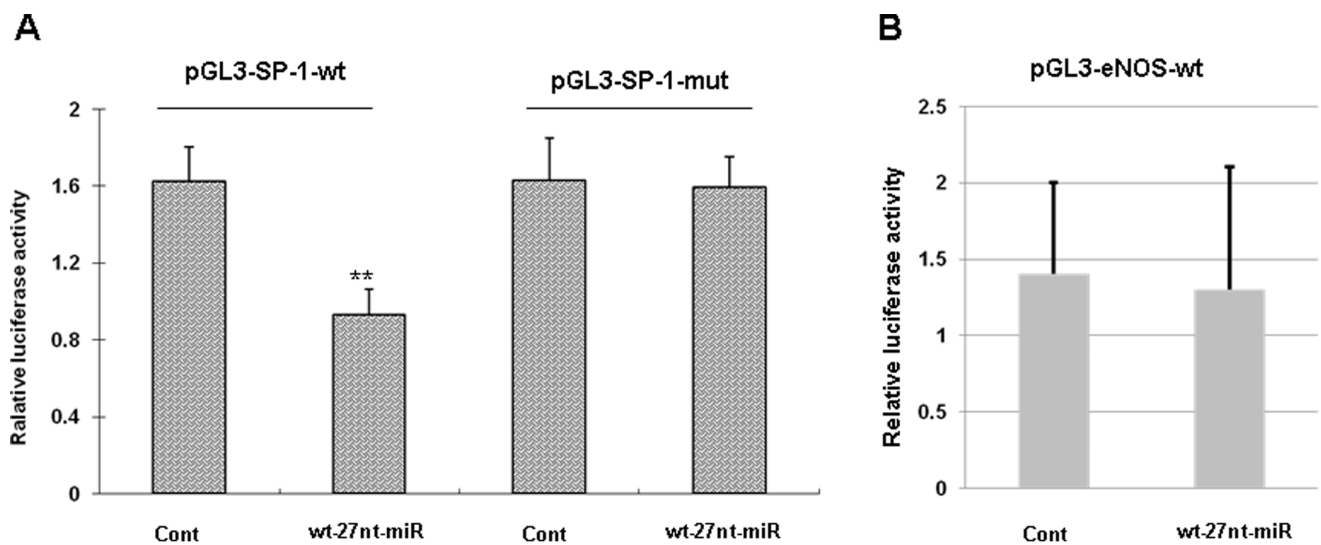 A
pGL3-SP-1-wt
pGL3-SP-1-mut
Ralative luciferase activity
2
1.6
1.2
0.8
0.4
0
**
Cont
wt-27nt-miR
Cont
wt-27nt-miR
B
pGL3-eNOS-wt
Relative luciferase activity
2.5
2
1.5
1
0.5
0
Cont
wt-27nt-miR